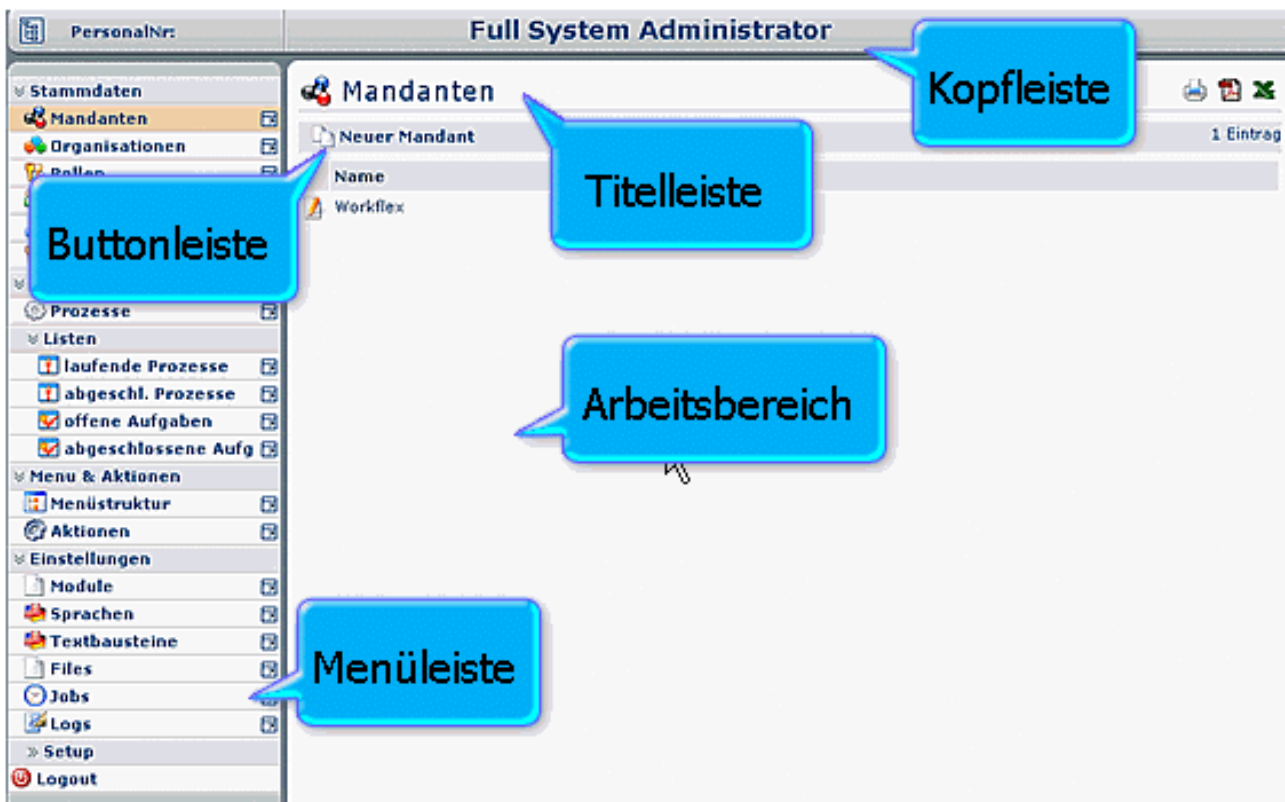 PersonalNr:
Full System Administrator
Kopfleiste
Stammdaten
Mandanten
Organisationen
Rollen
Buttonleiste
Prozesse
Listen
laufende Prozesse
abgeschl. Prozesse
offene Aufgaben
abgeschlossene Aufg
Menu & Aktionen
Menüstruktur
Aktionen
Einstellungen
Module
Sprachen
Textbausteine
Files
Jobs
Logs
Setup
Logout
Menüleiste
Mandanten
Neuer Mandant
1 Eintrag
Name
Workflex
Titelleiste
Arbeitsbereich